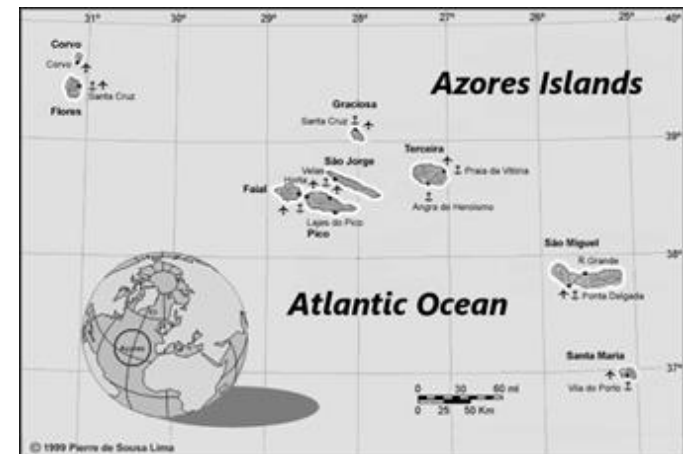 31° 30° 29° 28° 27° 26° 25° 40°
Corvo
Corvo
Santa Cruz
Flores
Azores Islands
Graciosa
Santa Cruz
39°
Terceira
Praia da Vitória
Angra de Heroismo
São Jorge
Velas
Horta
Faial
Lajes do Pico
Pico
38°
São Miguel
R.Grande
Ponta Delgada
Atlantic Ocean
Azores
Santa Maria
37°
Vila do Porto
0 30 60 mi
0 25 50 Km
© 1999 Pierre de Sousa Lima